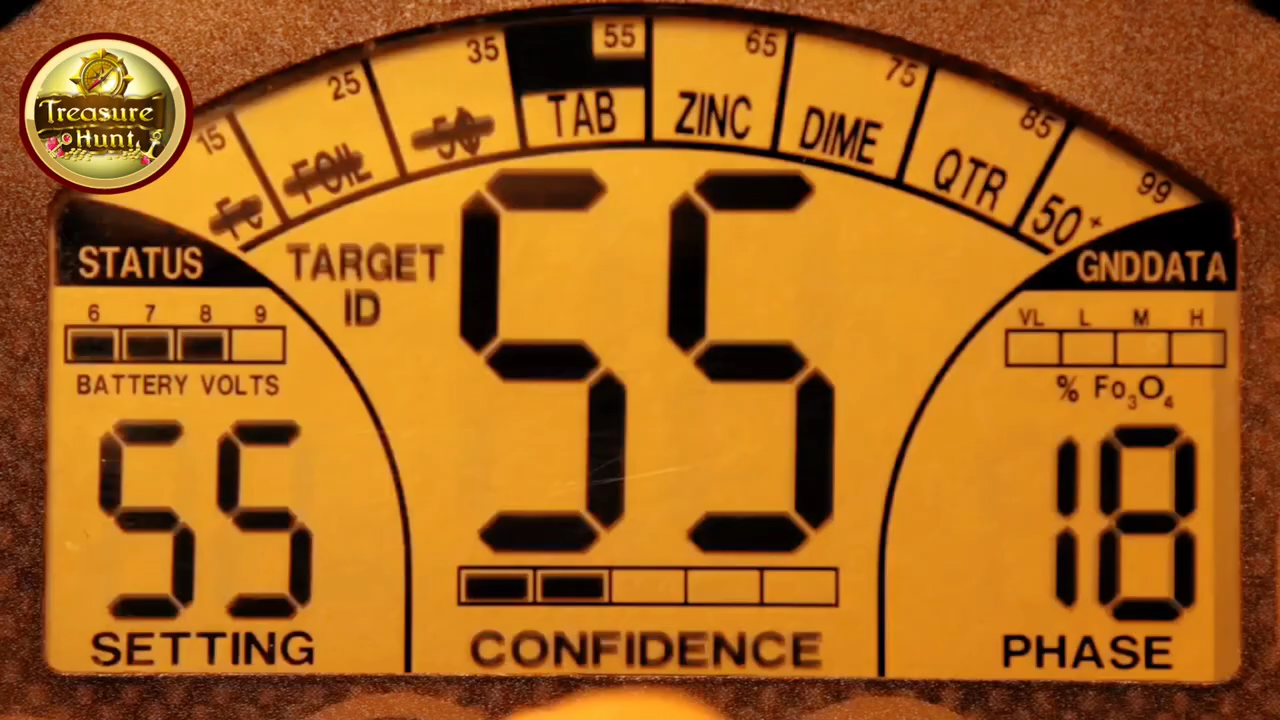 Treasure
Hunt
15 25 35 55 65 75 85 99
Fe FOIL 5¢ TAB ZINC DIME QTR 50+
STATUS
6 7 8 9
BATTERY VOLTS
55
SETTING
TARGET
ID
55
CONFIDENCE
GNDDATA
VL L M H
% Fo3O4
18
PHASE